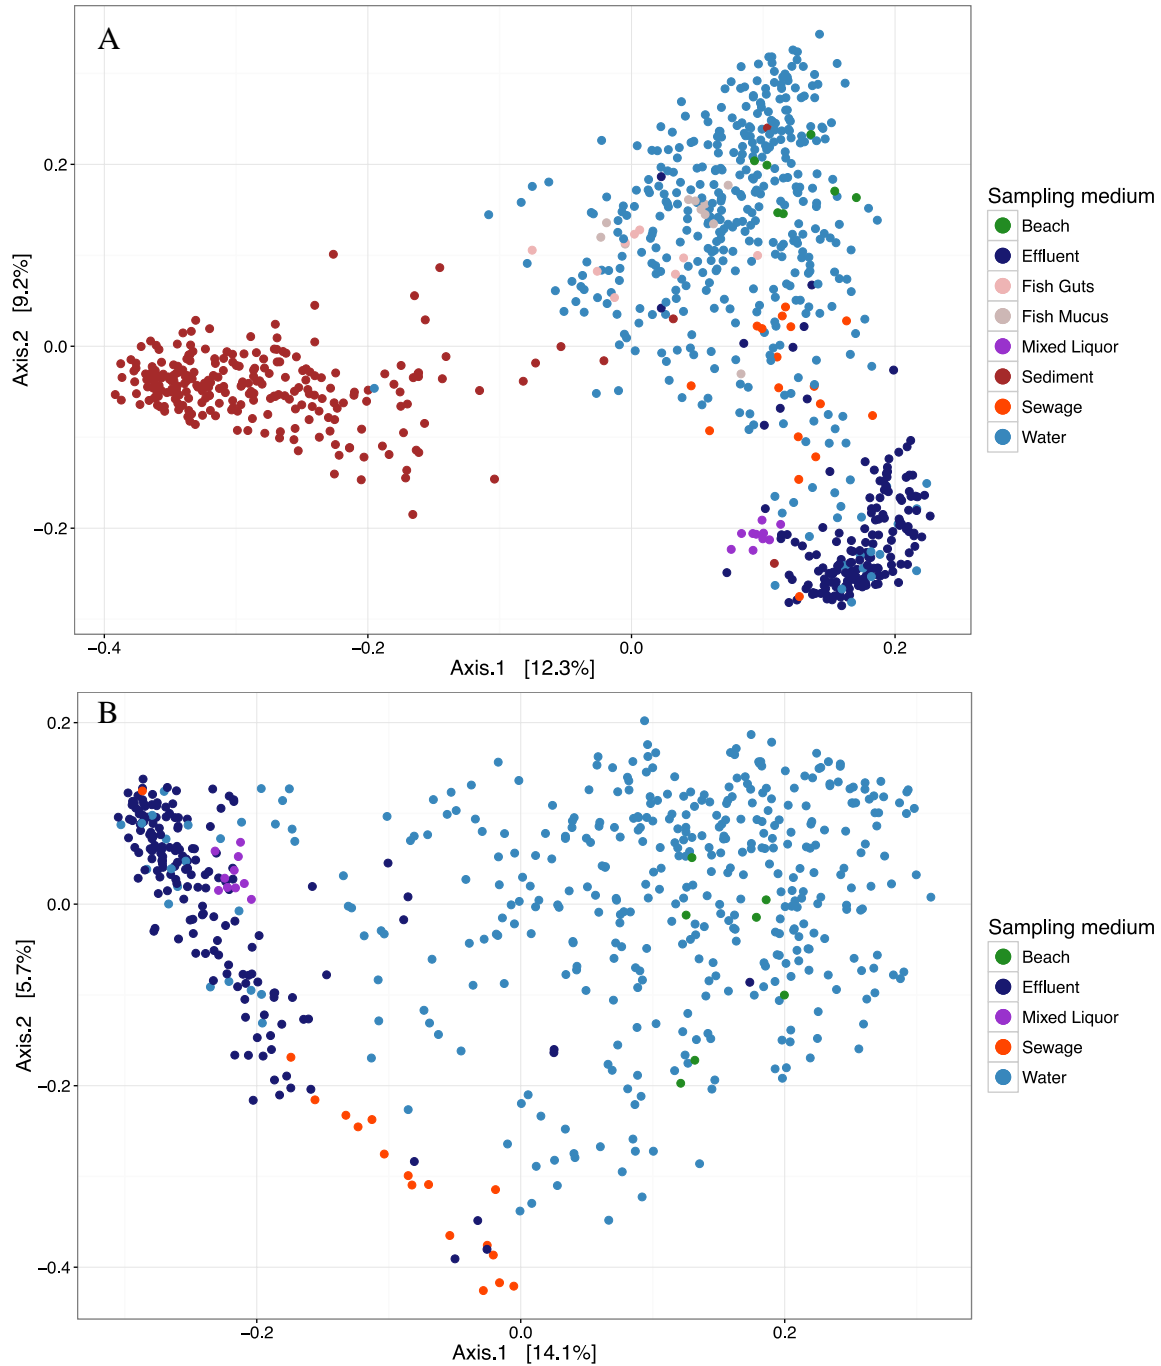 A
0.2
0.0
−0.2
Axis.2 [9.2%]
−0.4
−0.2
0.0
0.2
Axis.1 [12.3%]
Sampling medium
Beach
Effluent
Fish Guts
Fish Mucus
Mixed Liquor
Sediment
Sewage
Water
B
0.2
0.0
−0.2
−0.4
Axis.2 [5.7%]
−0.2
0.0
0.2
Axis.1 [14.1%]
Sampling medium
Beach
Effluent
Mixed Liquor
Sewage
Water